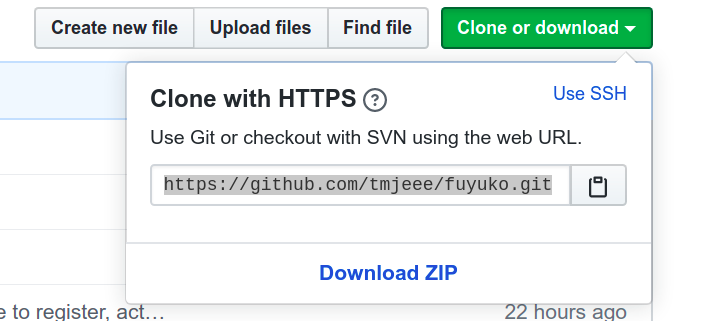 Create new file Upload files Find file Clone or download
Clone with HTTPS ? Use SSH
Use Git or checkout with SVN using the web URL.
https://github.com/tmjeee/fuyuko.git
Download ZIP
e to register, act… 22 hours ago